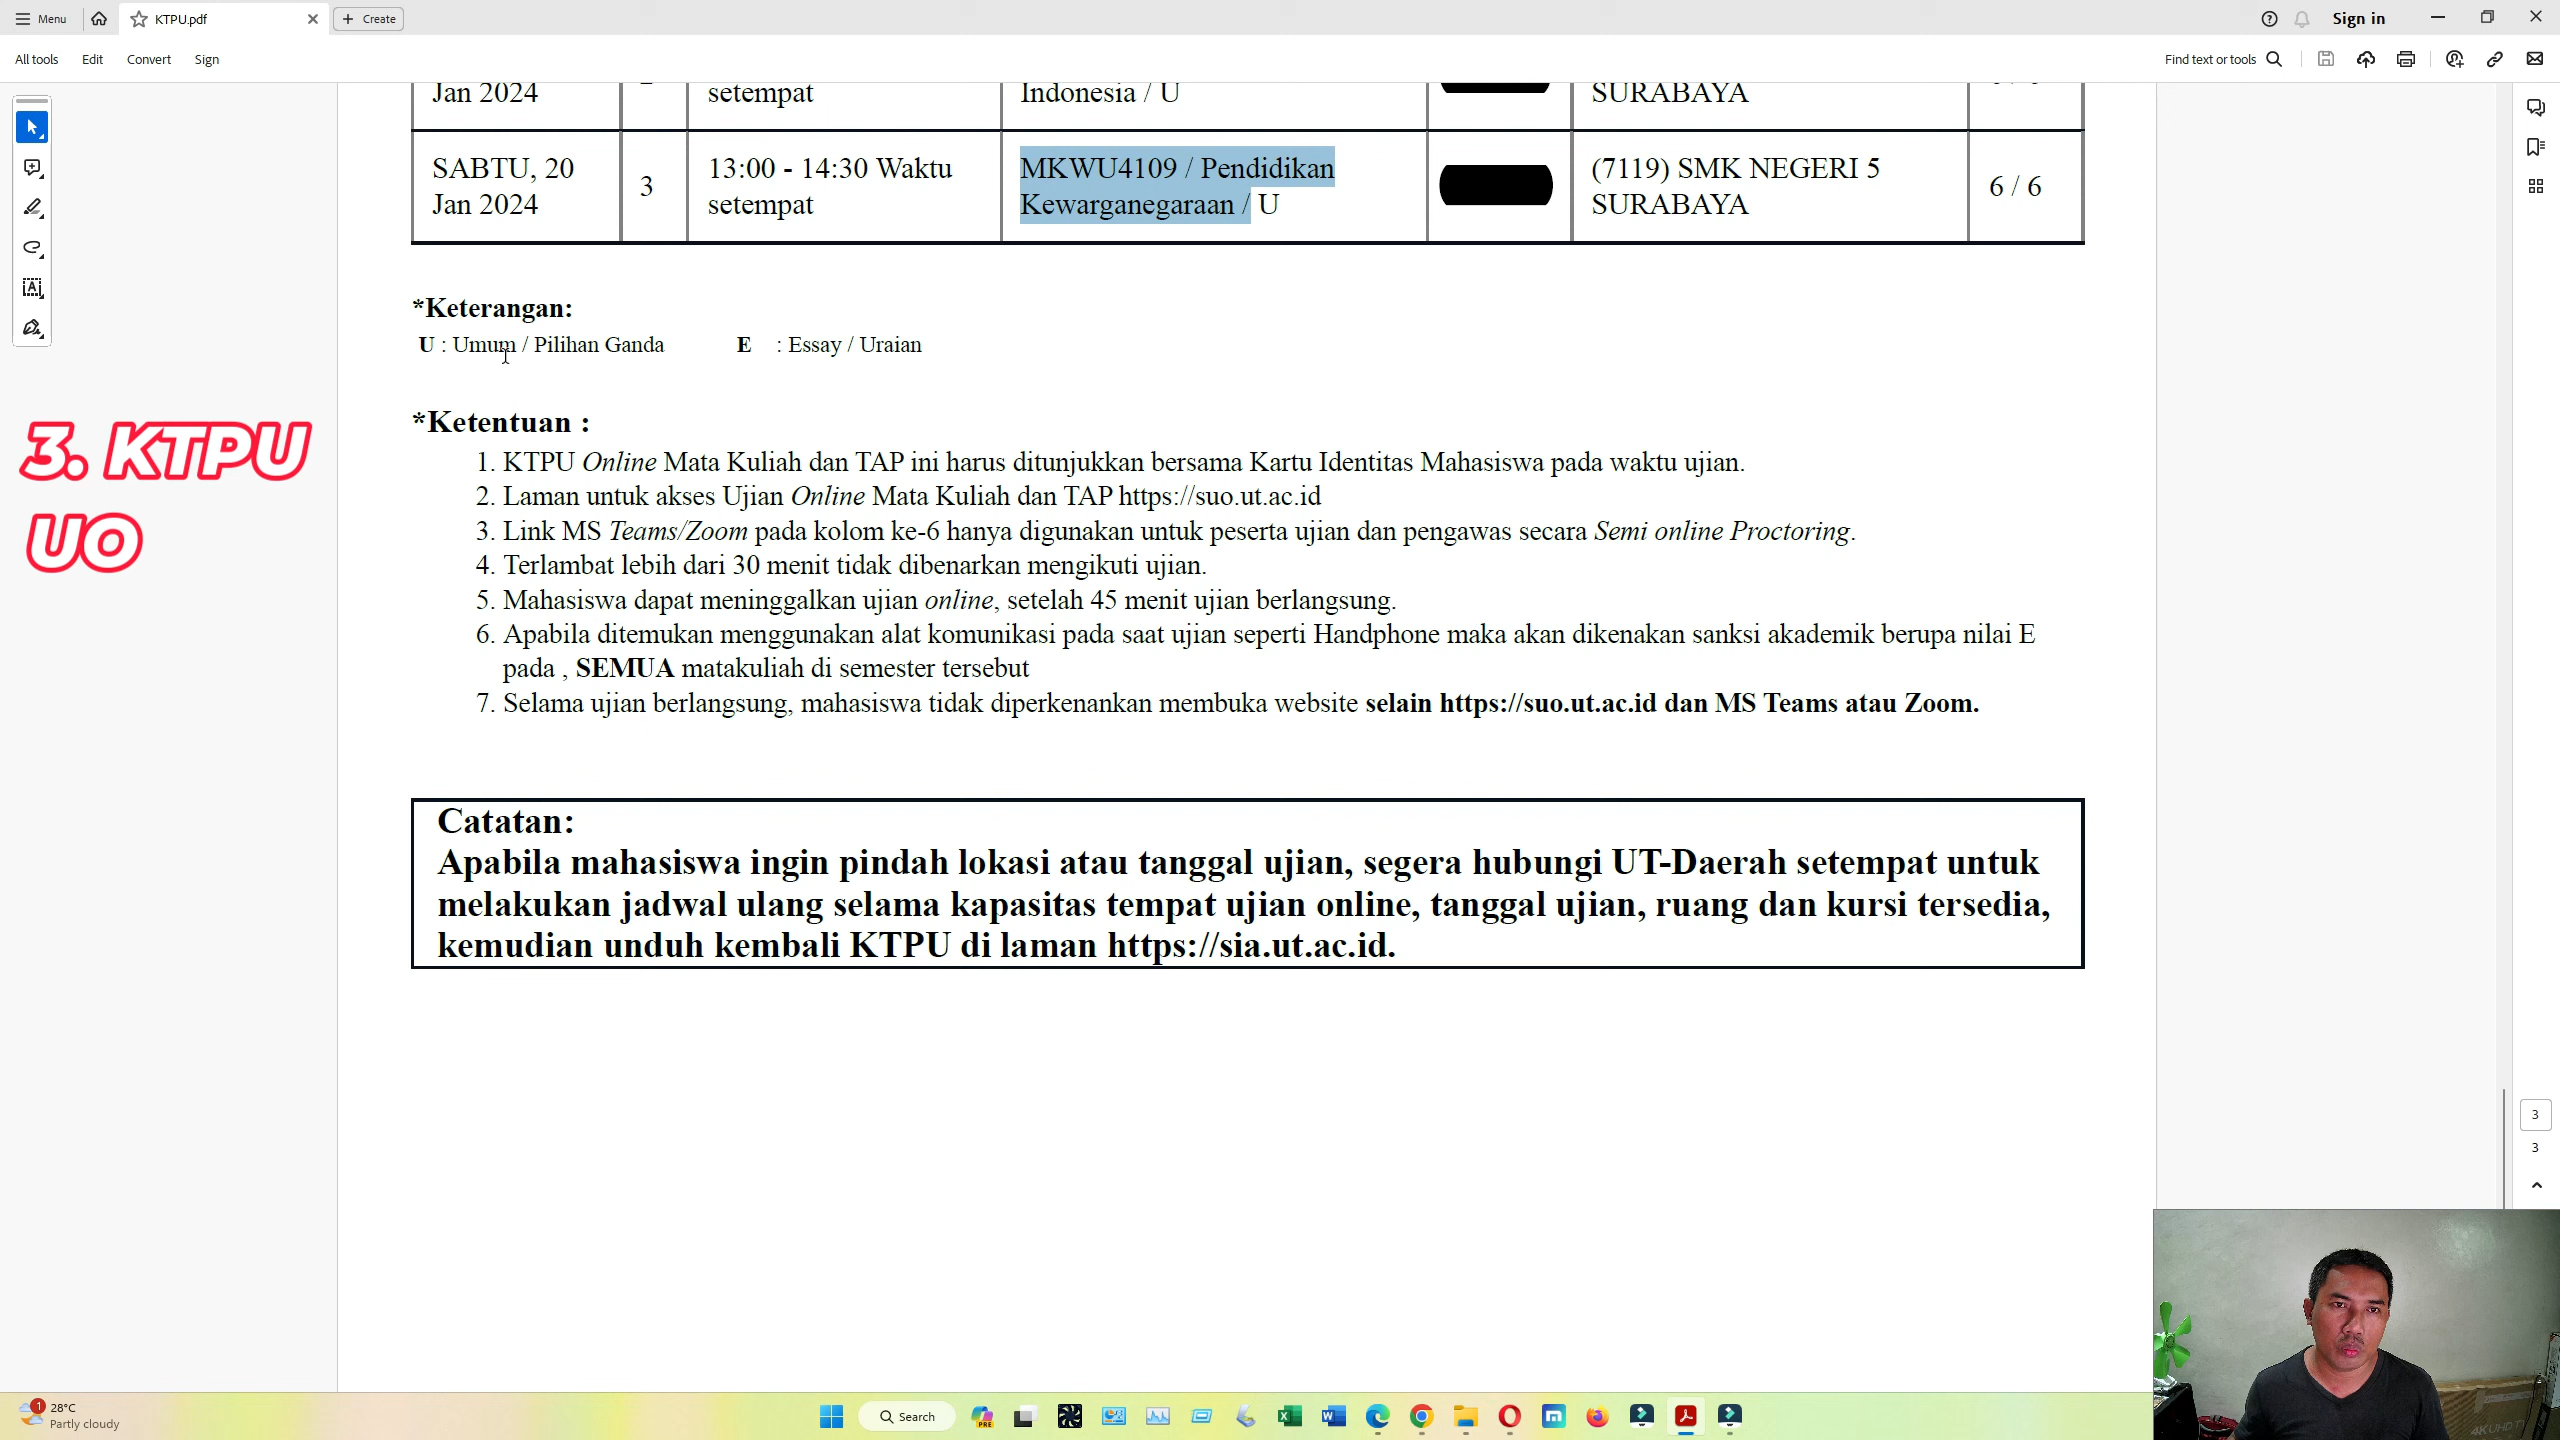 Menu
KTPU.pdf
Create
Sign in
All tools
Edit
Convert
Sign
Find text or tools
Jan 2024
setempat
Indonesia / U
SURABAYA
SABTU, 20
Jan 2024
3
13:00 - 14:30 Waktu
setempat
MKWU4109 / Pendidikan
Kewarganegaraan / U
(7119) SMK NEGERI 5
SURABAYA
6 / 6
*Keterangan:
U : Umum / Pilihan Ganda E : Essay / Uraian
3. KTPU
UO
*Ketentuan :
1. KTPU Online Mata Kuliah dan TAP ini harus ditunjukkan bersama Kartu Identitas Mahasiswa pada waktu ujian.
2. Laman untuk akses Ujian Online Mata Kuliah dan TAP https://suo.ut.ac.id
3. Link MS Teams/Zoom pada kolom ke-6 hanya digunakan untuk peserta ujian dan pengawas secara Semi online Proctoring.
4. Terlambat lebih dari 30 menit tidak dibenarkan mengikuti ujian.
5. Mahasiswa dapat meninggalkan ujian online, setelah 45 menit ujian berlangsung.
6. Apabila ditemukan menggunakan alat komunikasi pada saat ujian seperti Handphone maka akan dikenakan sanksi akademik berupa nilai E
pada , SEMUA matakuliah di semester tersebut
7. Selama ujian berlangsung, mahasiswa tidak diperkenankan membuka website selain https://suo.ut.ac.id dan MS Teams atau Zoom.
Catatan:
Apabila mahasiswa ingin pindah lokasi atau tanggal ujian, segera hubungi UT-Daerah setempat untuk
melakukan jadwal ulang selama kapasitas tempat ujian online, tanggal ujian, ruang dan kursi tersedia,
kemudian unduh kembali KTPU di laman https://sia.ut.ac.id.
3
3
1
28°C
Partly cloudy
Search
PRE